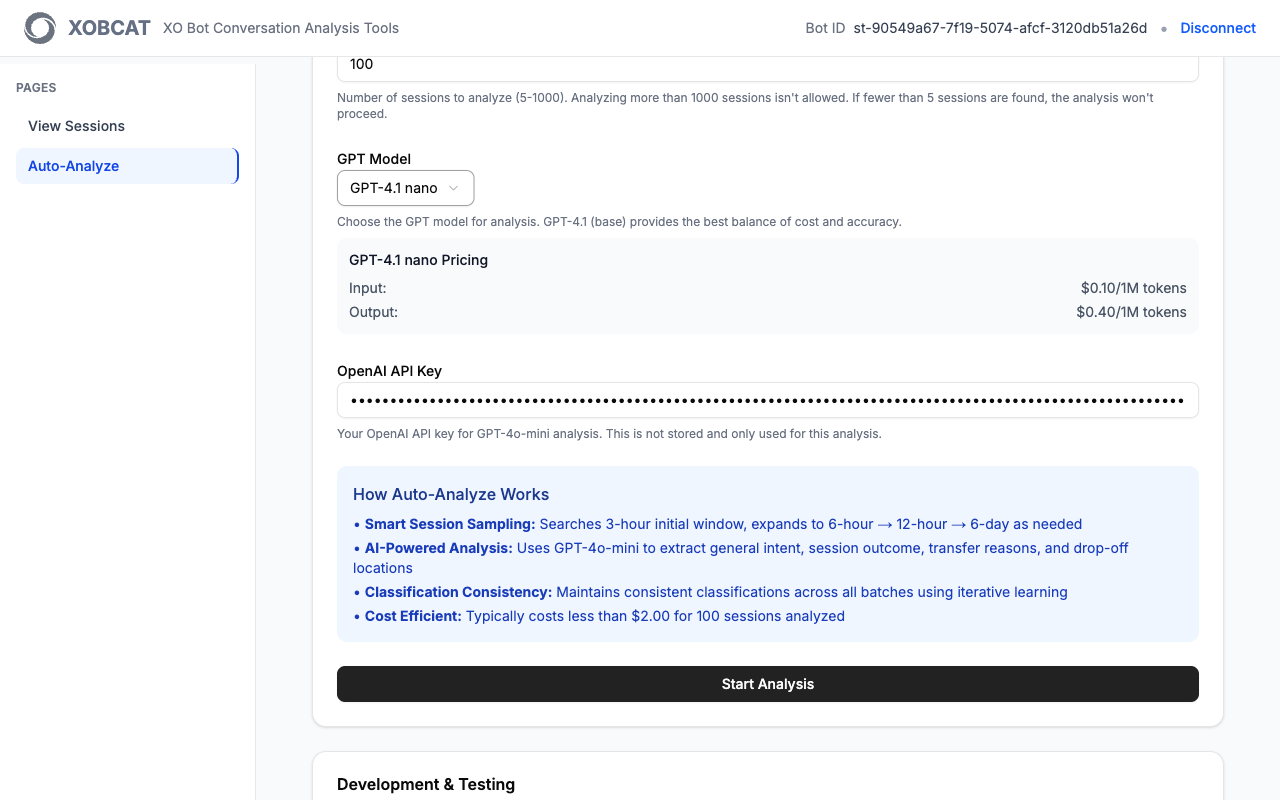 XOBCAT XO Bot Conversation Analysis Tools Bot ID st-90549a67-7f19-5074-afcf-3120db51a26d • Disconnect
PAGES
View Sessions
Auto-Analyze
100
Number of sessions to analyze (5-1000). Analyzing more than 1000 sessions isn't allowed. If fewer than 5 sessions are found, the analysis won't
proceed.
GPT Model
GPT-4.1 nano
Choose the GPT model for analysis. GPT-4.1 (base) provides the best balance of cost and accuracy.
GPT-4.1 nano Pricing
Input: $0.10/1M tokens
Output: $0.40/1M tokens
OpenAI API Key
Your OpenAI API key for GPT-4o-mini analysis. This is not stored and only used for this analysis.
How Auto-Analyze Works
• Smart Session Sampling: Searches 3-hour initial window, expands to 6-hour → 12-hour → 6-day as needed
• AI-Powered Analysis: Uses GPT-4o-mini to extract general intent, session outcome, transfer reasons, and drop-off
locations
• Classification Consistency: Maintains consistent classifications across all batches using iterative learning
• Cost Efficient: Typically costs less than $2.00 for 100 sessions analyzed
Start Analysis
Development & Testing